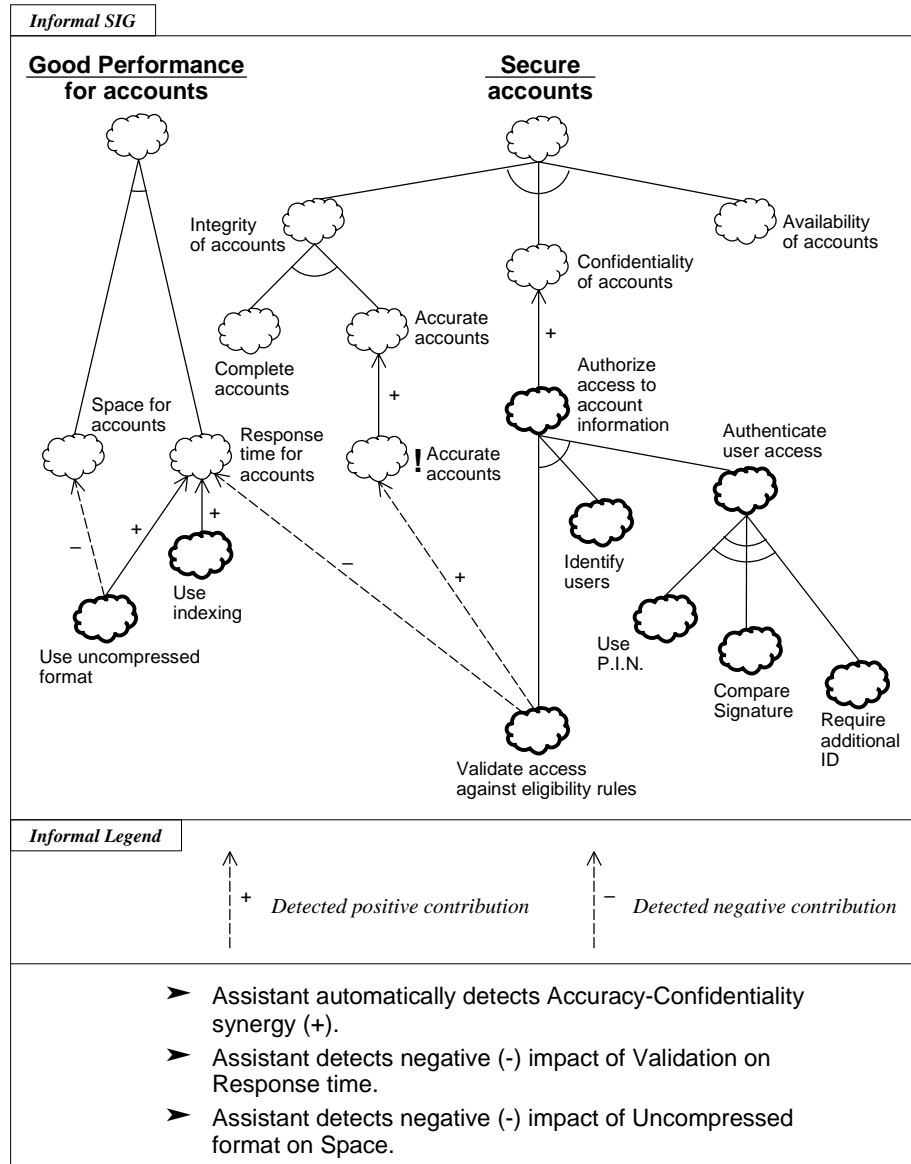 Informal SIG
Good Performance
for accounts
Secure
accounts
Integrity
of accounts
Availability
of accounts
Confidentiality
of accounts
Complete
accounts
Accurate
accounts
+
+
Authorize
access to
account
information
Space for
accounts
Response
time for
accounts
! Accurate
accounts
Authenticate
user access
–
+
+
–
+
Identify
users
Use
indexing
Use uncompressed
format
Use
P.I.N.
Compare
Signature
Require
additional
ID
Validate access
against eligibility rules
Informal Legend
+ Detected positive contribution
– Detected negative contribution
➤ Assistant automatically detects Accuracy-Confidentiality
synergy (+).
➤ Assistant detects negative (-) impact of Validation on
Response time.
➤ Assistant detects negative (-) impact of Uncompressed
format on Space.